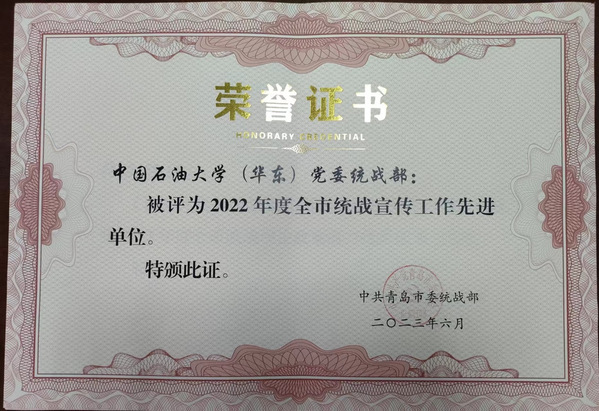 荣誉证书
HONORARY CREDENTIAL
中国石油大学（华东）党委统战部：
被评为2022年度全市统战宣传工作先进
单位。
特颁此证。
中共青岛市委统战部
二〇二三年六月